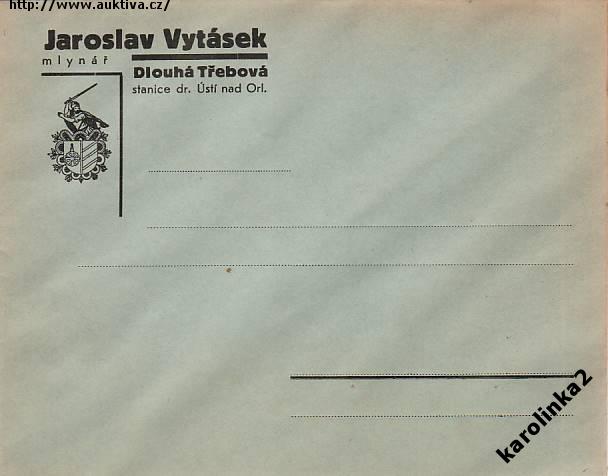 http://www.auktiva.cz/
Jaroslav Vytásek
mlynář
Dlouhá Třebová
stanice dr. Ústí nad Orl.
karolinka2